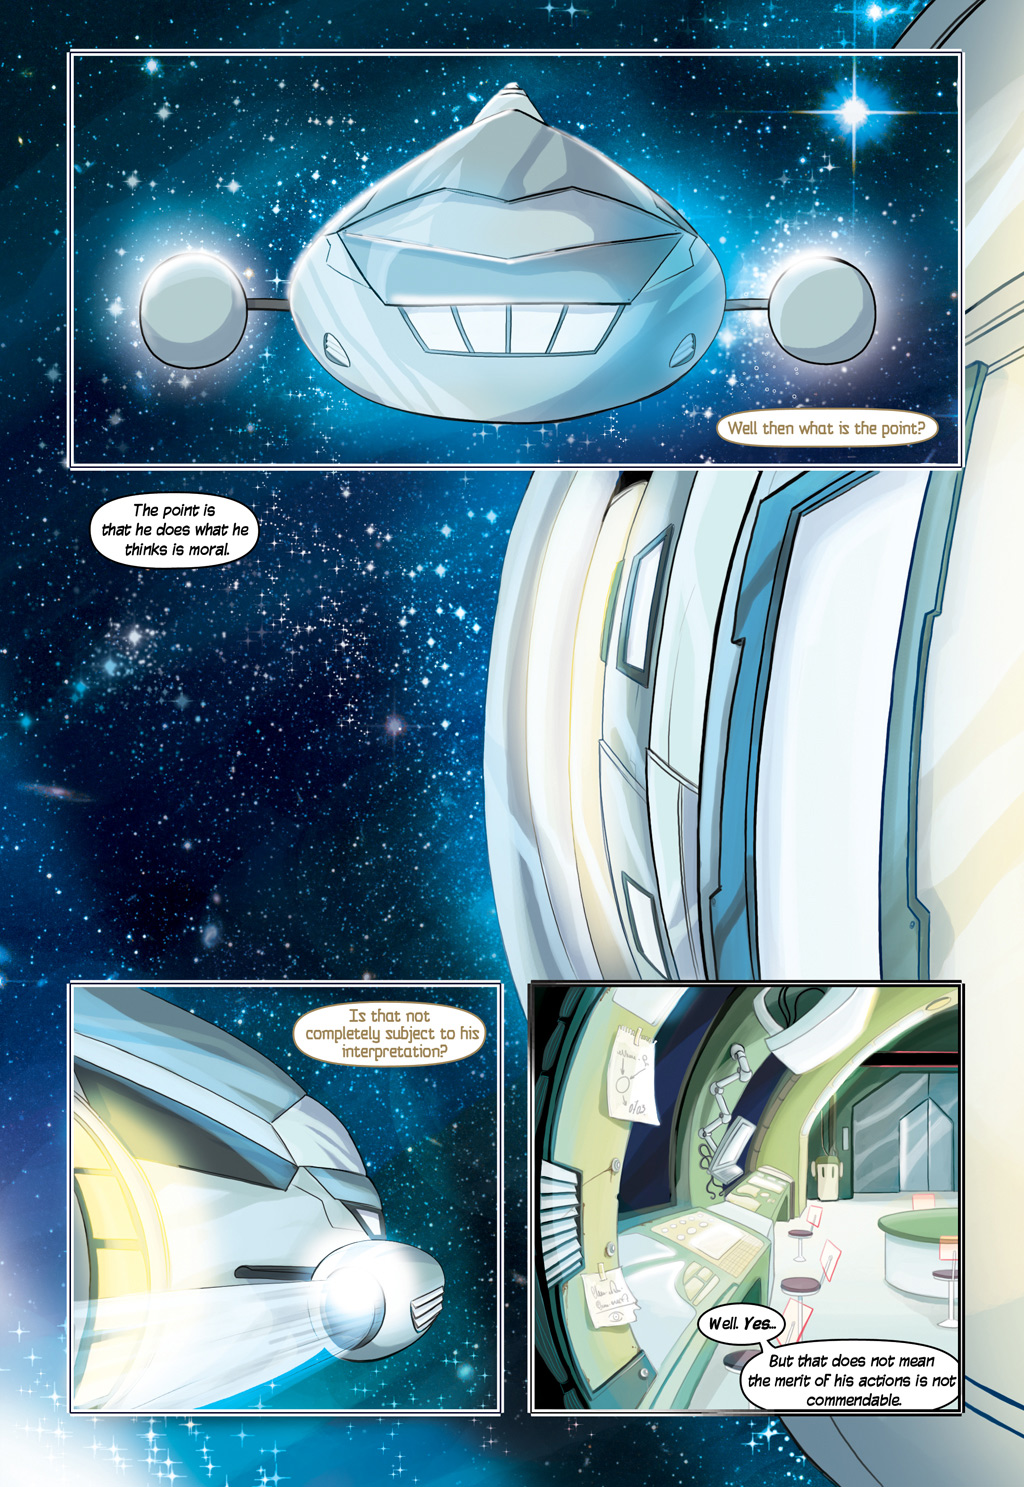 Well then what is the point?
The point is
that he does what he
thinks is moral.
Is that not
completely subject to his
interpretation?
Well. Yes...
But that does not mean
the merit of his actions is not
commendable.